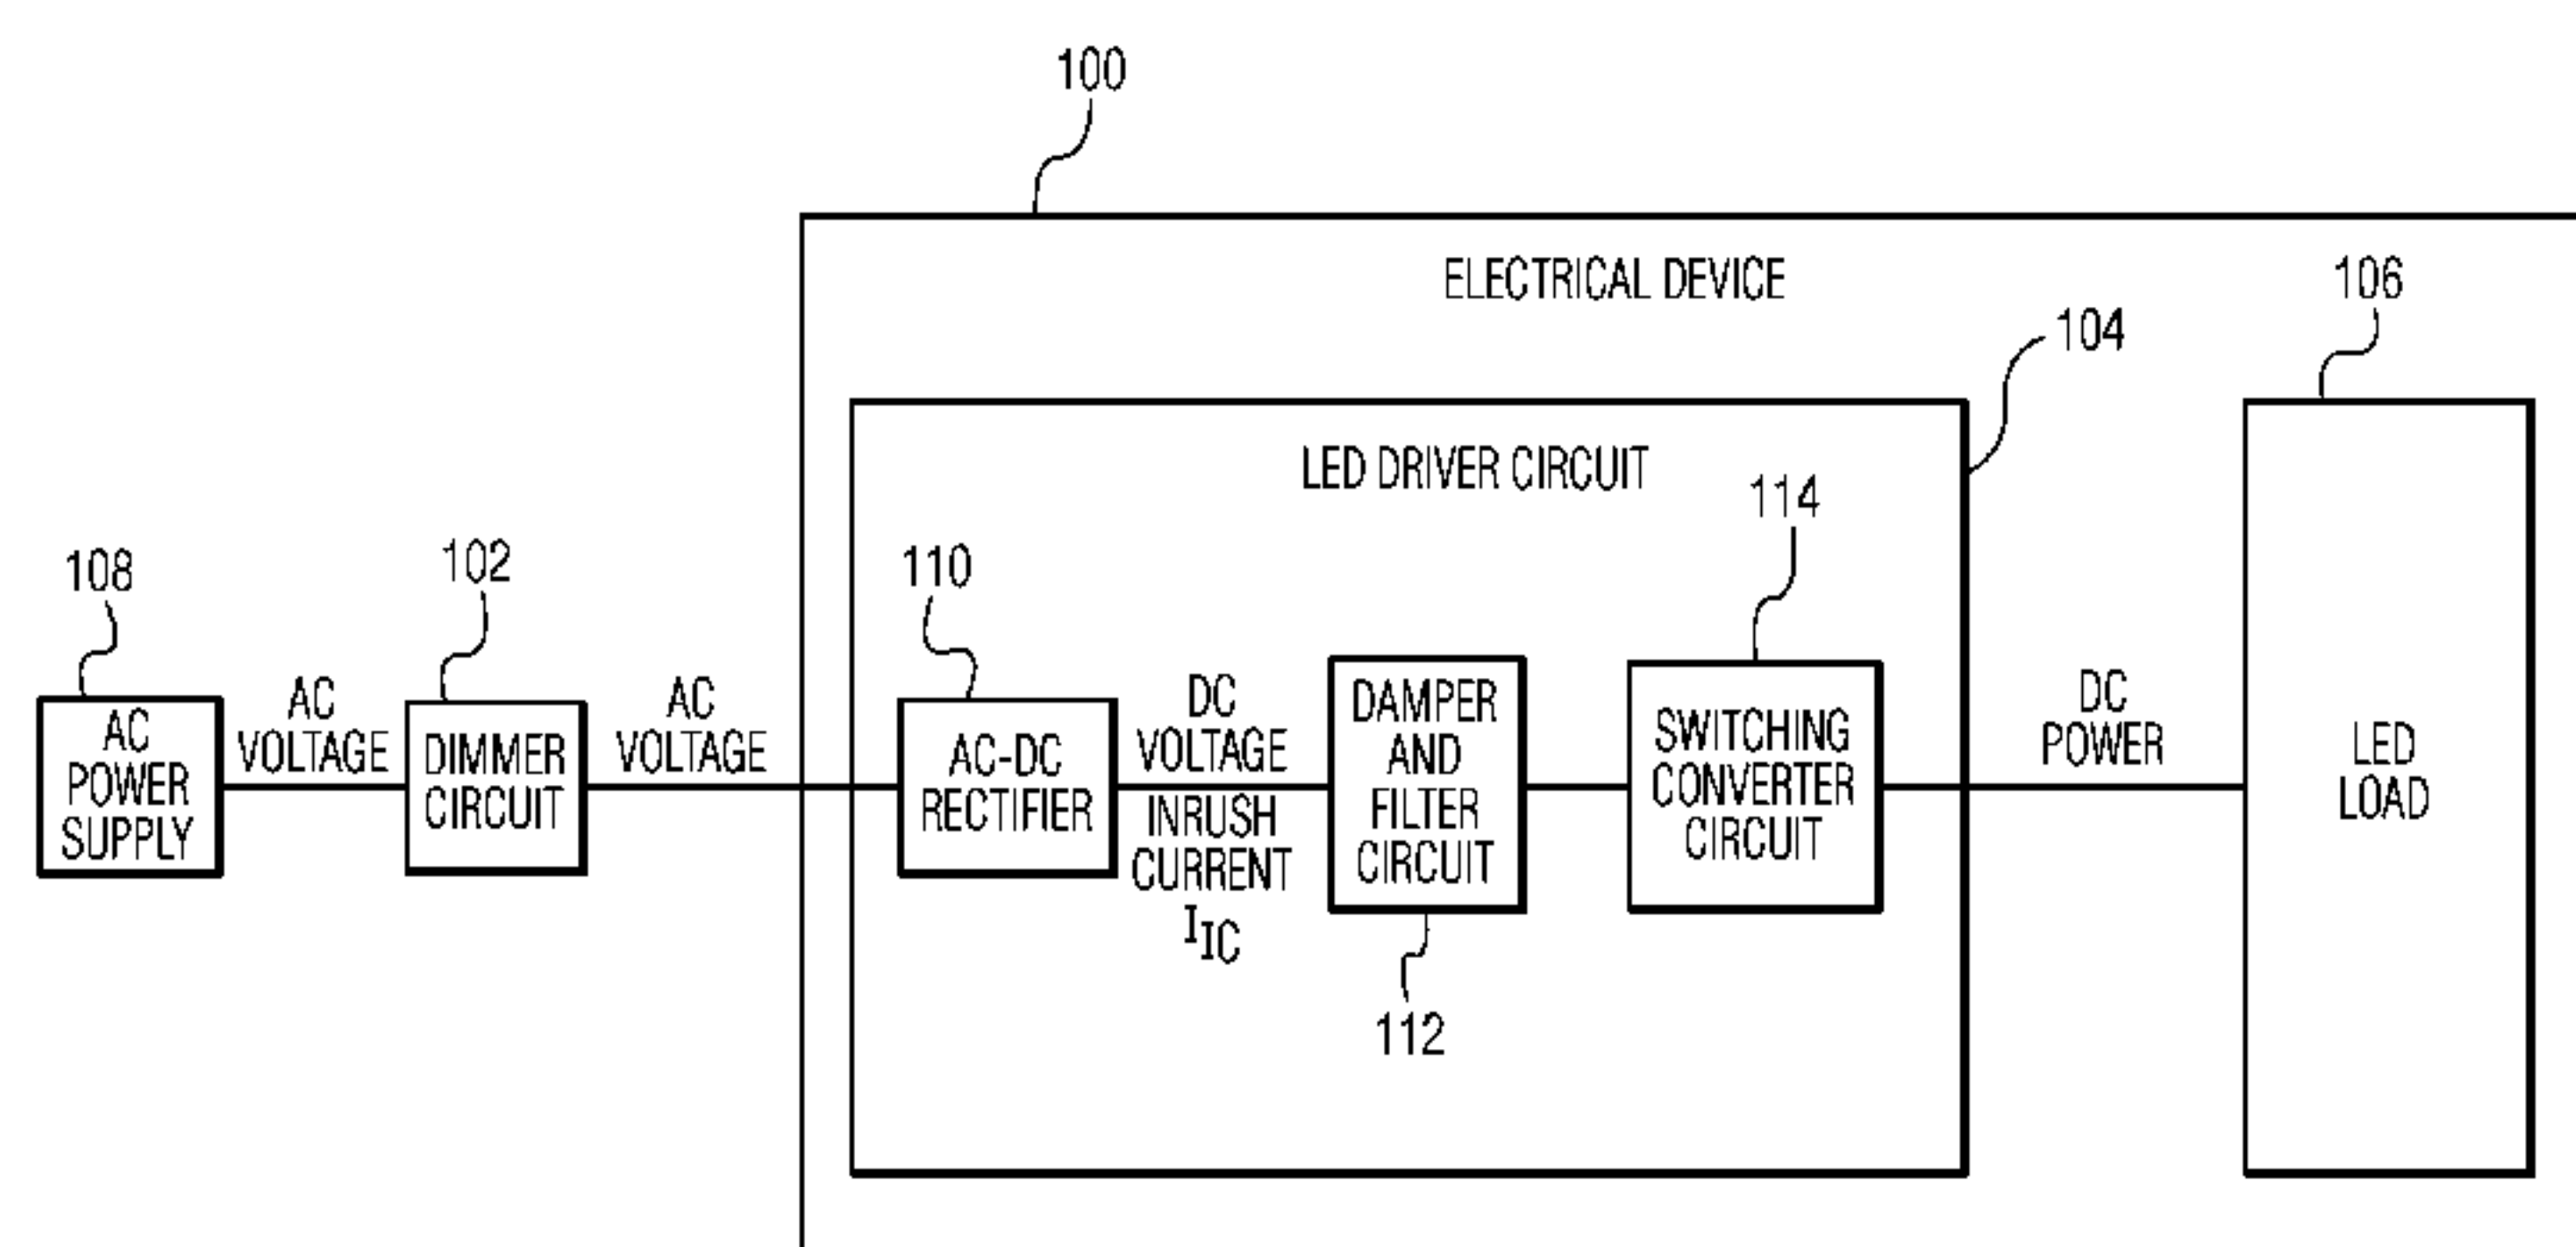 100
ELECTRICAL DEVICE
106
104
LED DRIVER CIRCUIT
114
108
102
110
AC
POWER
SUPPLY
AC
VOLTAGE
DIMMER
CIRCUIT
AC
VOLTAGE
AC-DC
RECTIFIER
DC
VOLTAGE
INRUSH
CURRENT
IIC
DAMPER
AND
FILTER
CIRCUIT
SWITCHING
CONVERTER
CIRCUIT
DC
POWER
LED
LOAD
112